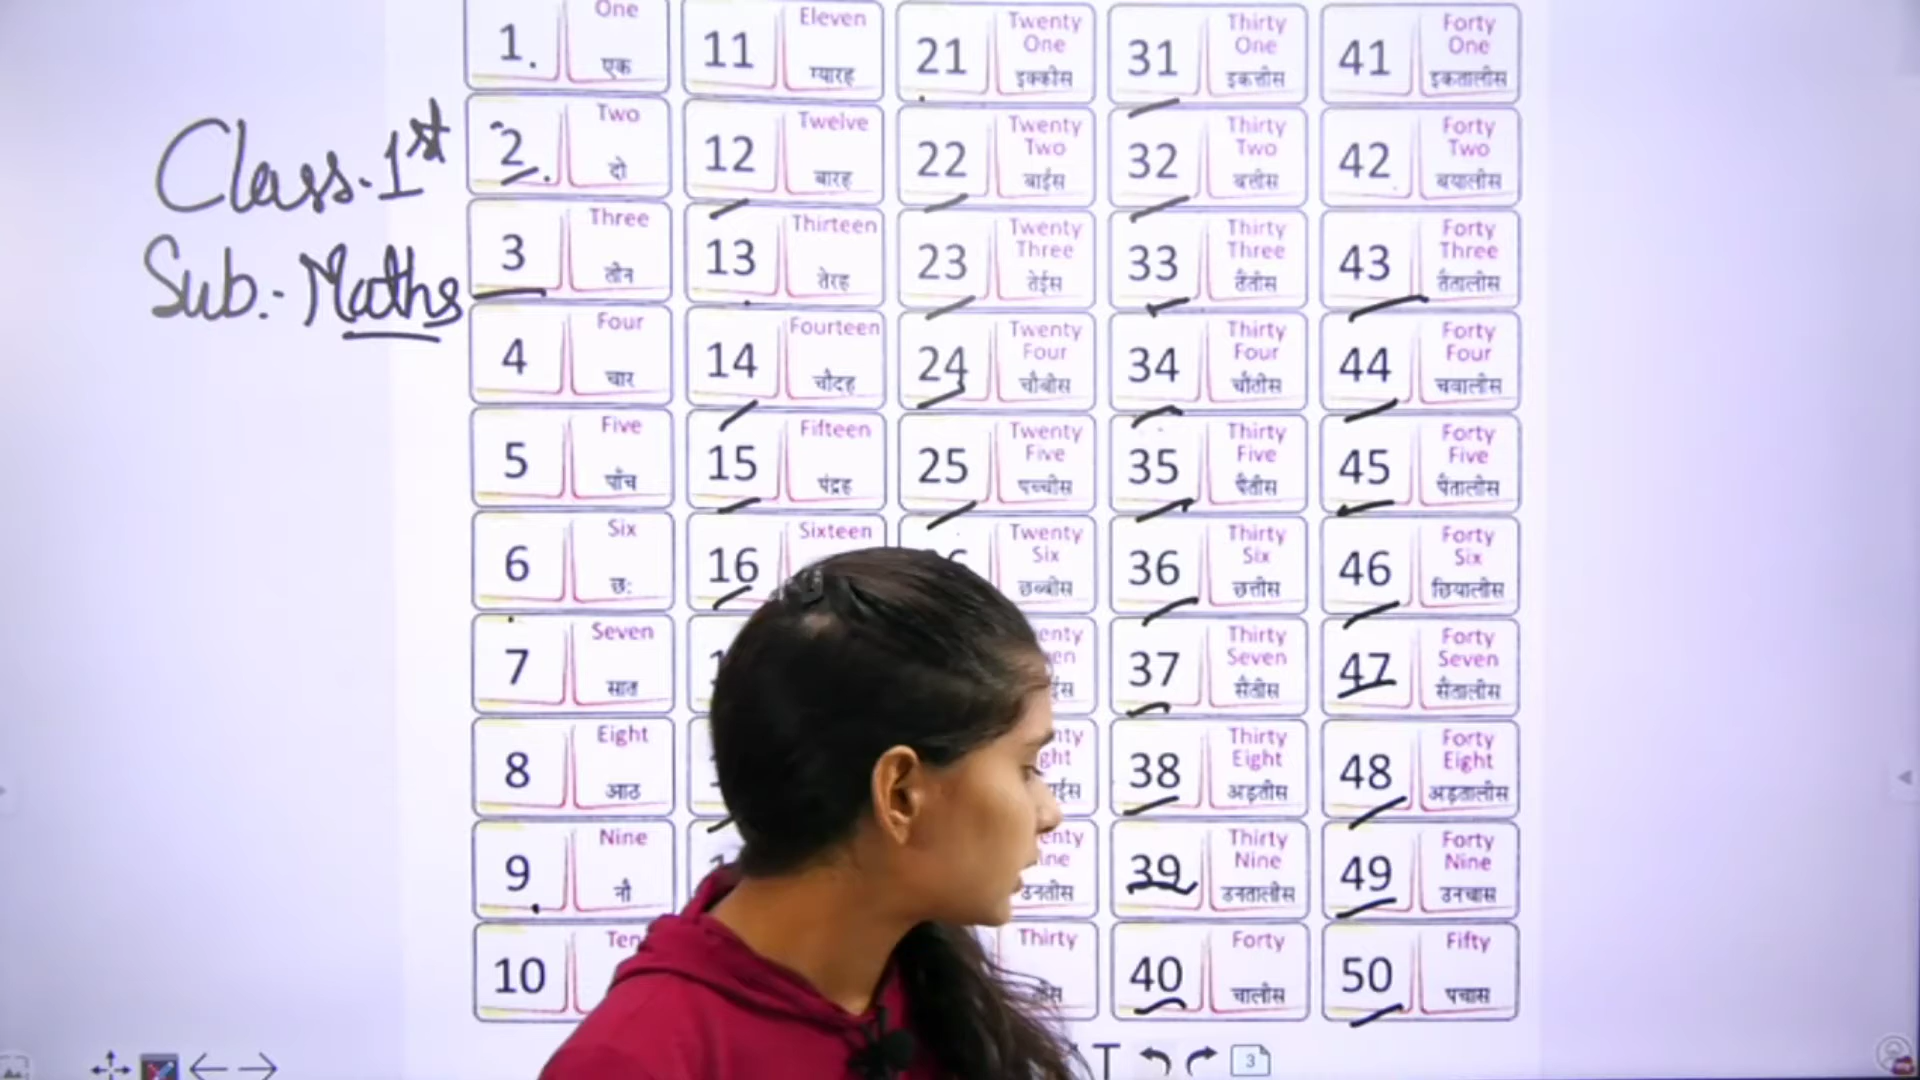 Class.1st
Sub:- Maths
1. One एक
2. Two दो
3 Three तीन
4 Four चार
5 Five पाँच
6 Six छ:
7 Seven सात
8 Eight आठ
9 Nine नौ
10 Ten
11 Eleven ग्यारह
12 Twelve बारह
13 Thirteen तेरह
14 Fourteen चौदह
15 Fifteen पंद्रह
16 Sixteen
21 Twenty One इक्कीस
22 Twenty Two बाईस
23 Twenty Three तेईस
24 Twenty Four चौबीस
25 Twenty Five पच्चीस
Twenty Six छब्बीस
उनतीस
Thirty
31 Thirty One इकत्तीस
32 Thirty Two बत्तीस
33 Thirty Three तैंतीस
34 Thirty Four चौंतीस
35 Thirty Five पैंतीस
36 Thirty Six छत्तीस
37 Thirty Seven सैंतीस
38 Thirty Eight अड़तीस
39 Thirty Nine उनतालीस
40 Forty चालीस
41 Forty One इकतालीस
42 Forty Two बयालीस
43 Forty Three तैंतालीस
44 Forty Four चवालीस
45 Forty Five पैंतालीस
46 Forty Six छियालीस
47 Forty Seven सैंतालीस
48 Forty Eight अड़तालीस
49 Forty Nine उनचास
50 Fifty पचास
T
3